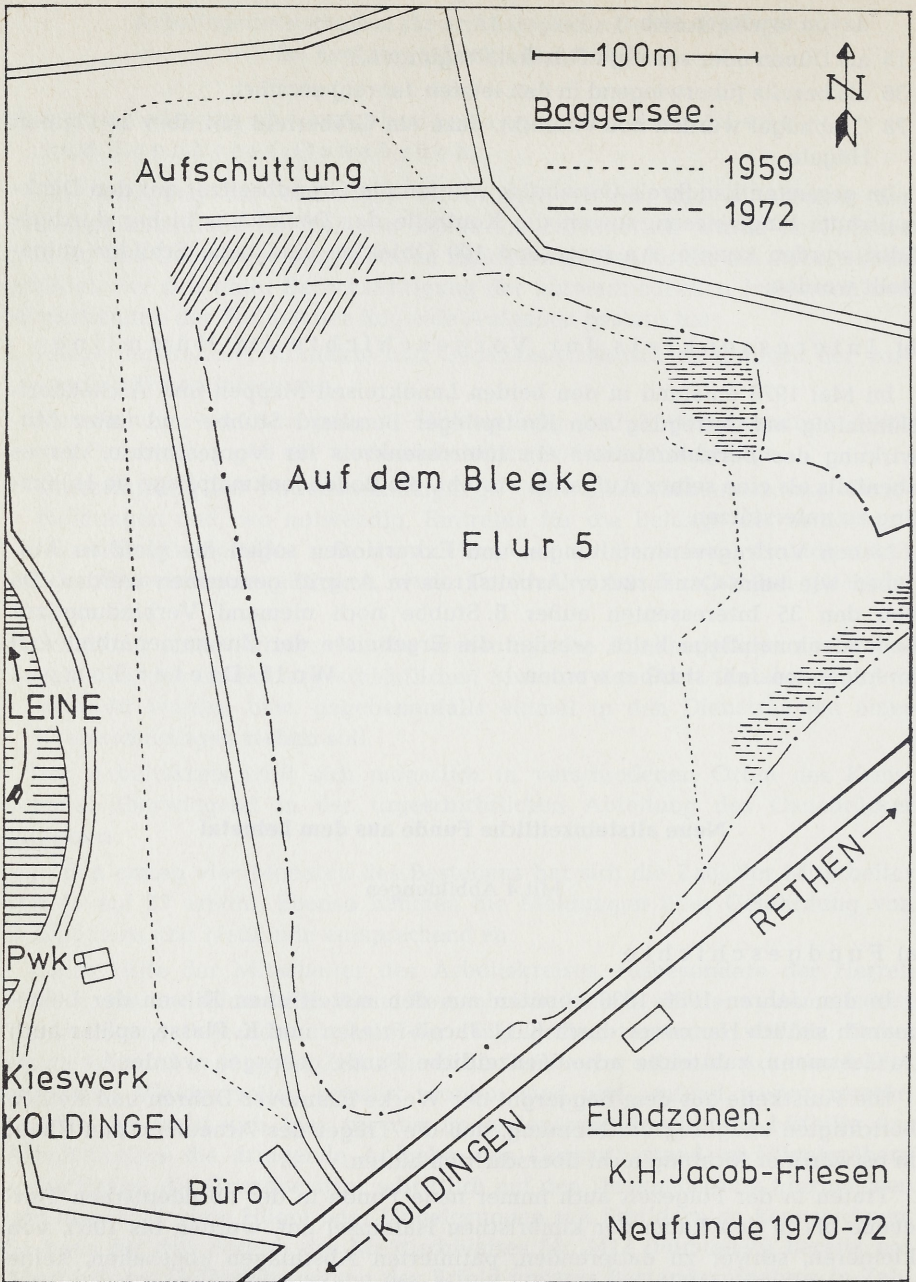 100m
N
Baggersee:
1959
1972
Aufschüttung
Auf dem Bleeke
Flur 5
LEINE
RETHEN
Pwk
Kieswerk
KOLDINGEN
Büro
KOLDINGEN
Fundzonen:
K.H.Jacob-Friesen
Neufunde 1970-72